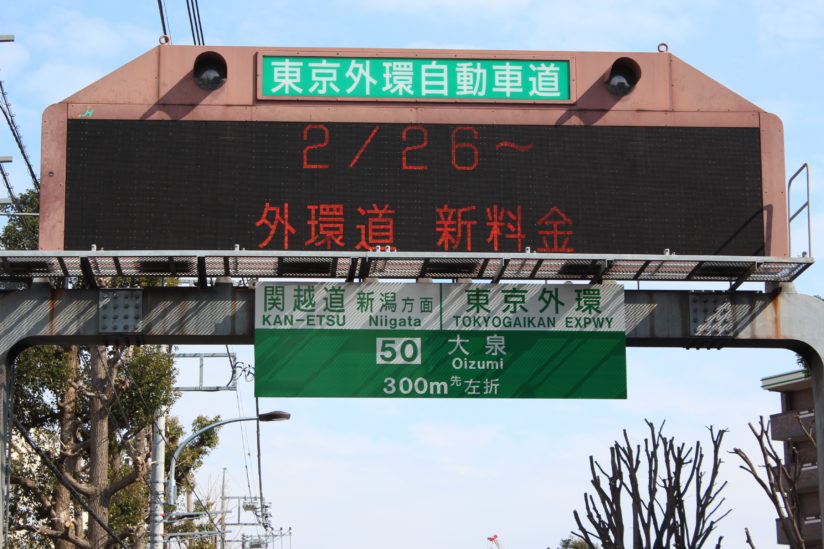 東京外環自動車道
2/26～
外環道 新料金
関越道 新潟方面 東京外環
KAN-ETSU Niigata TOKYOGAIKAN EXPWY
50 大泉
Oizumi
300m先左折